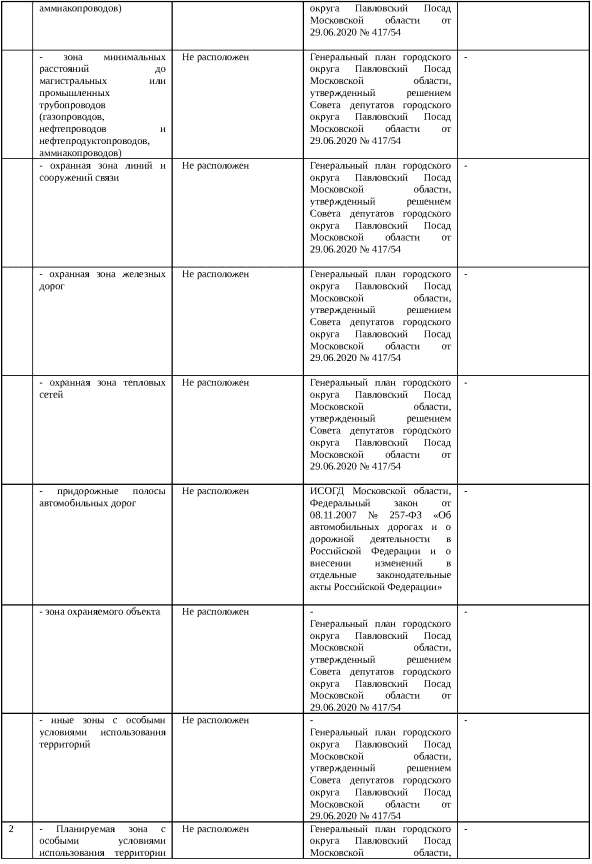 аммиакопроводов)
округа Павловский Посад
Московской области от
29.06.2020 № 417/54
- зона минимальных
расстояний до
магистральных или
промышленных
трубопроводов
(газопроводов,
нефтепроводов и
нефтепродуктопроводов,
аммиакопроводов)
Не расположен
Генеральный план городского
округа Павловский Посад
Московской области,
утвержденный решением
Совета депутатов городского
округа Павловский Посад
Московской области от
29.06.2020 № 417/54
-
- охранная зона линий и
сооружений связи
Не расположен
Генеральный план городского
округа Павловский Посад
Московской области,
утвержденный решением
Совета депутатов городского
округа Павловский Посад
Московской области от
29.06.2020 № 417/54
-
- охранная зона железных
дорог
Не расположен
Генеральный план городского
округа Павловский Посад
Московской области,
утвержденный решением
Совета депутатов городского
округа Павловский Посад
Московской области от
29.06.2020 № 417/54
-
- охранная зона тепловых
сетей
Не расположен
Генеральный план городского
округа Павловский Посад
Московской области,
утвержденный решением
Совета депутатов городского
округа Павловский Посад
Московской области от
29.06.2020 № 417/54
-
- придорожные полосы
автомобильных дорог
Не расположен
ИСОГД Московской области,
Федеральный закон от
08.11.2007 № 257-ФЗ «Об
автомобильных дорогах и о
дорожной деятельности в
Российской Федерации и о
внесении изменений в
отдельные законодательные
акты Российской Федерации»
-
- зона охраняемого объекта
Не расположен
-
Генеральный план городского
округа Павловский Посад
Московской области,
утвержденный решением
Совета депутатов городского
округа Павловский Посад
Московской области от
29.06.2020 № 417/54
-
- иные зоны с особыми
условиями использования
территорий
Не расположен
-
Генеральный план городского
округа Павловский Посад
Московской области,
утвержденный решением
Совета депутатов городского
округа Павловский Посад
Московской области от
29.06.2020 № 417/54
-
2
- Планируемая зона с
особыми условиями
использования территории
Не расположен
Генеральный план городского
округа Павловский Посад
Московской области,
-